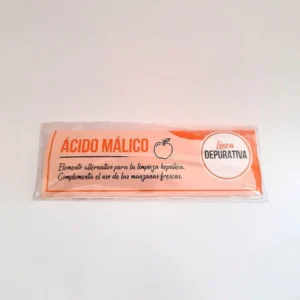 ÁCIDO MÁLICO
Elemento alternativo para la limpieza hepática.
Complementa el uso de las manzanas frescas.
Línea
DEPURATIVA